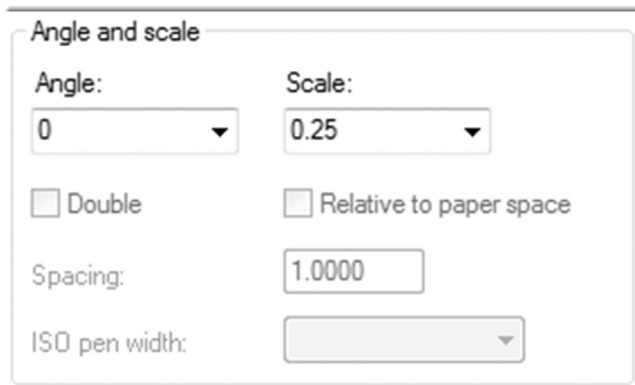 Angle and scale
Angle: Scale:
0 0.25
Double Relative to paper space
Spacing: 1.0000
ISO pen width: